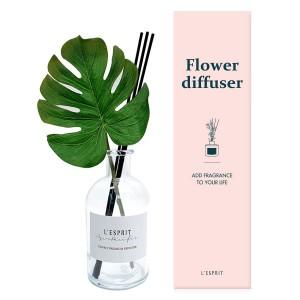 Flower
diffuser
ADD FRAGRANCE
TO YOUR LIFE
L'ESPRIT
L'ESPRIT